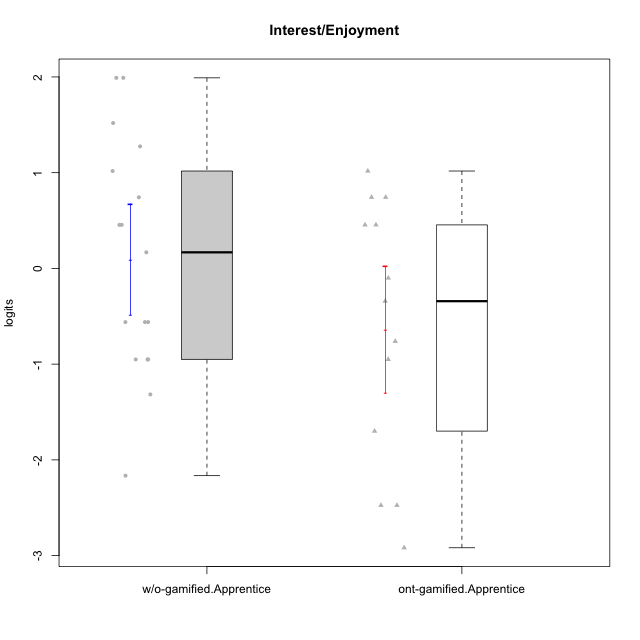 Interest/Enjoyment
logits
2
1
0
-1
-2
-3
w/o-gamified.Apprentice
ont-gamified.Apprentice